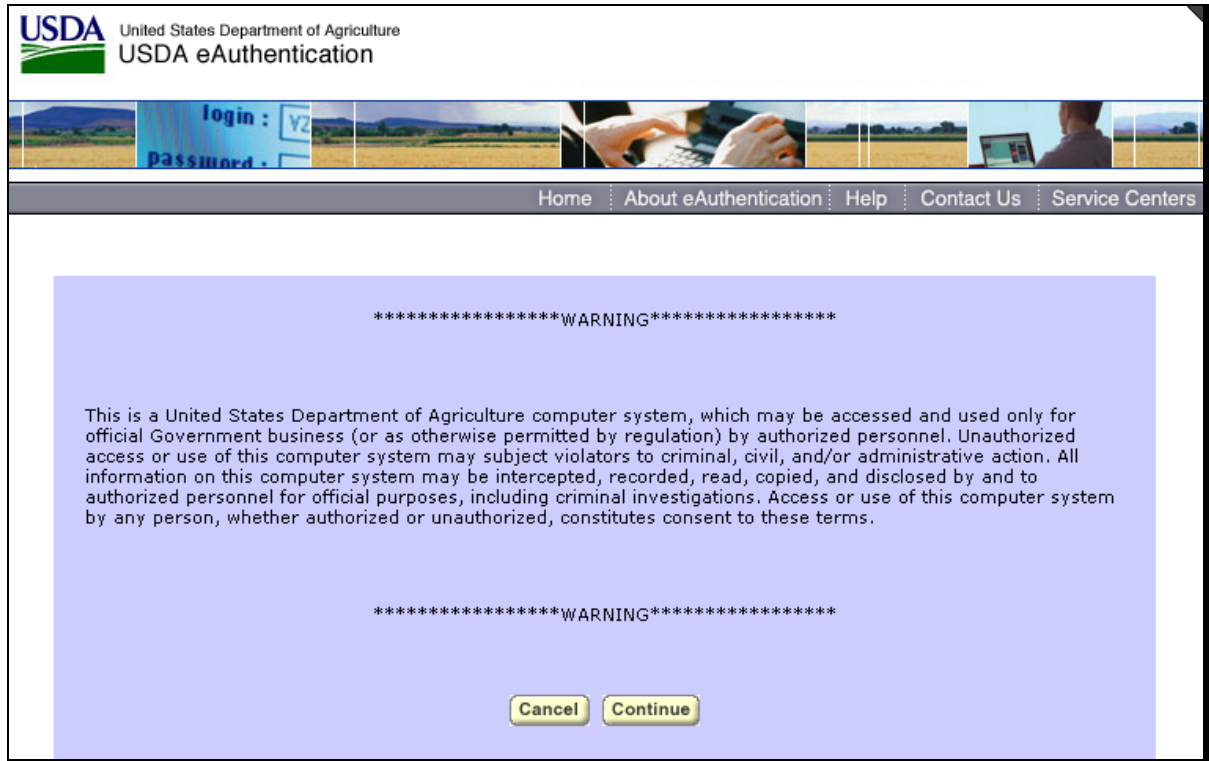 USDA
United States Department of Agriculture
USDA eAuthentication
login : VZ
password :
Home About eAuthentication Help Contact Us Service Centers
*****************WARNING*****************
This is a United States Department of Agriculture computer system, which may be accessed and used only for
official Government business (or as otherwise permitted by regulation) by authorized personnel. Unauthorized
access or use of this computer system may subject violators to criminal, civil, and/or administrative action. All
information on this computer system may be intercepted, recorded, read, copied, and disclosed by and to
authorized personnel for official purposes, including criminal investigations. Access or use of this computer system
by any person, whether authorized or unauthorized, constitutes consent to these terms.
*****************WARNING*****************
Cancel Continue